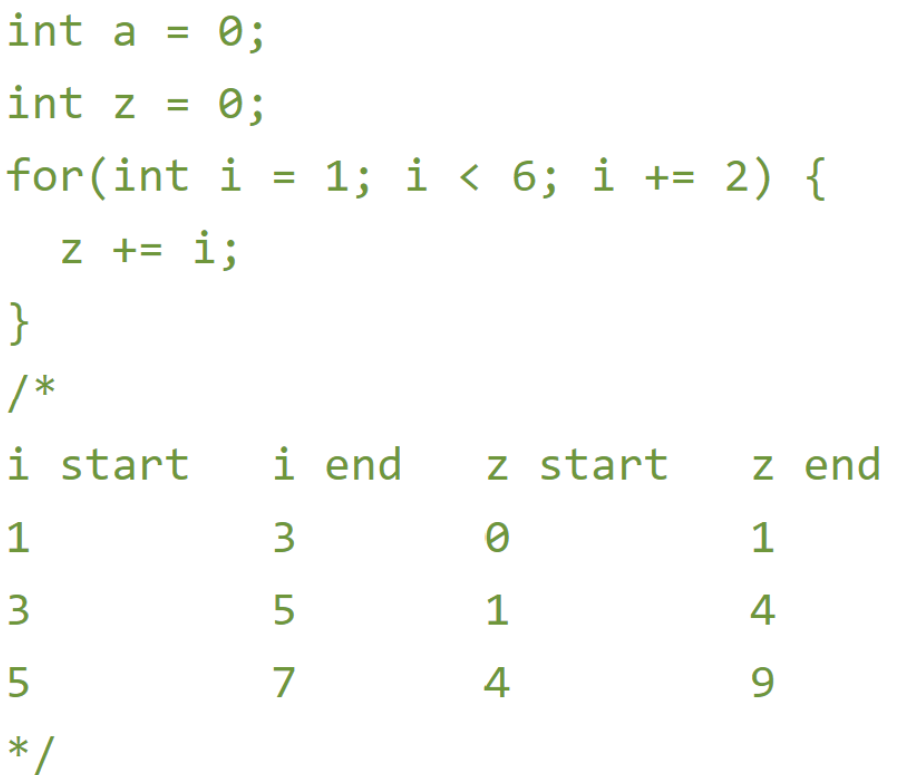 int a = 0;
int z = 0;
for(int i = 1; i < 6; i += 2) {
  z += i;
}
/*
i start   i end   z start   z end
1         3       0         1
3         5       1         4
5         7       4         9
*/